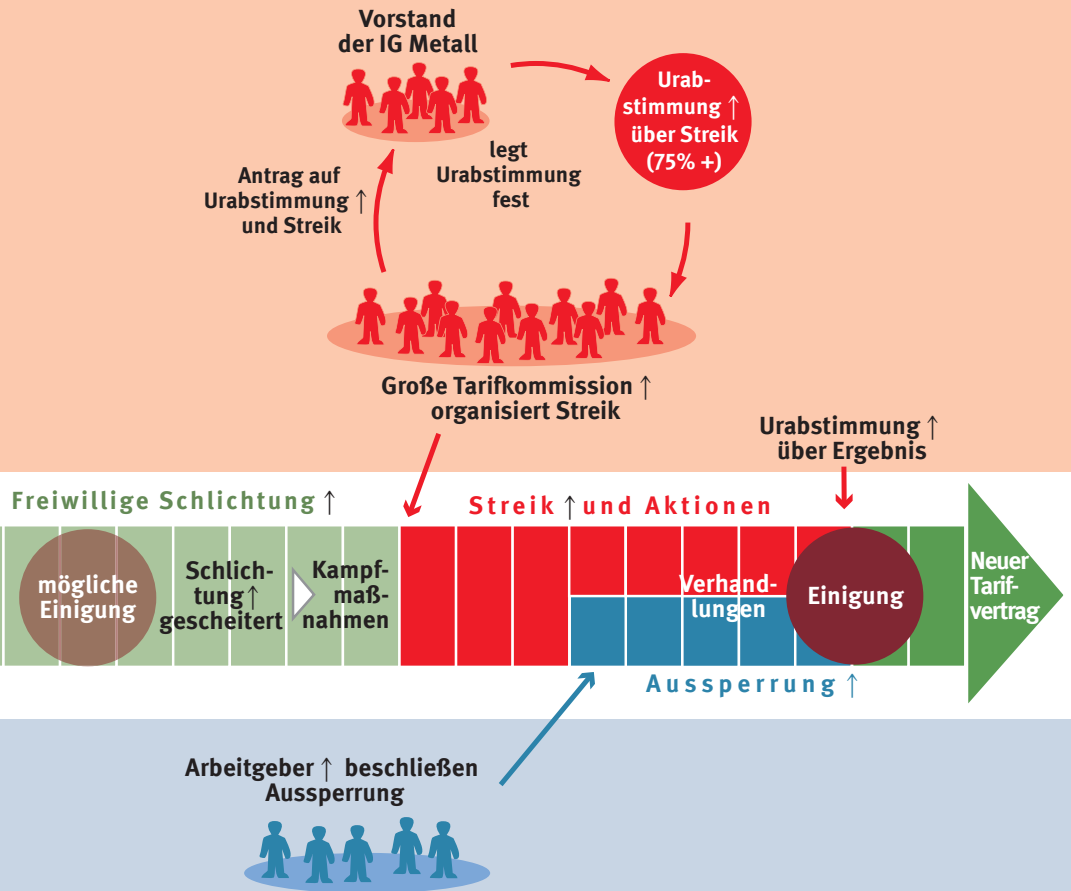 Vorstand
der IG Metall
Urab-
stimmung ↑
über Streik
(75% +)
legt
Urabstimmung
fest
Antrag auf
Urabstimmung ↑
und Streik
Große Tarifkommission ↑
organisiert Streik
Urabstimmung ↑
über Ergebnis
Freiwillige Schlichtung ↑
Streik ↑ und Aktionen
mögliche
Einigung
Schlich-
tung ↑
gescheitert
Kampf-
maß-
nahmen
Verhand-
lungen
Einigung
Neuer
Tarif-
vertrag
Aussperrung ↑
Arbeitgeber ↑ beschließen
Aussperrung